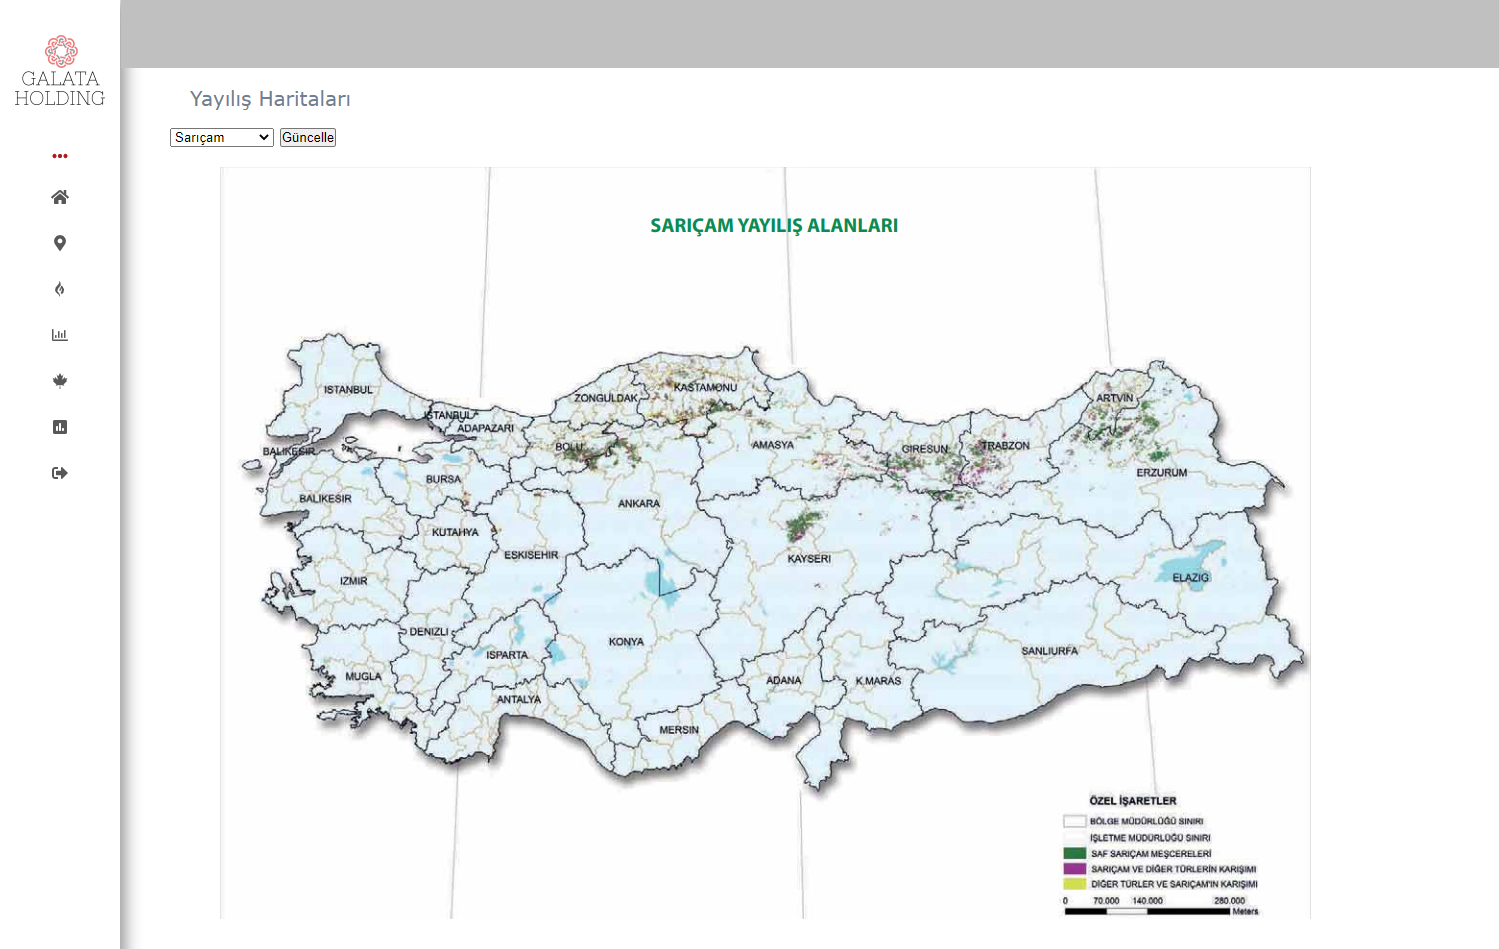 GALATA
HOLDING
Yayılış Haritaları
Sarıçam
Güncelle
SARIÇAM YAYILIŞ ALANLARI
ISTANBUL
ISTANBUL
ADAPAZARI
ZONGULDAK
KASTAMONU
ARTVIN
BALIKESIR
BOLU
AMASYA
GIRESUN
TRABZON
ERZURUM
BURSA
BALIKESIR
ANKARA
KUTAHYA
ESKISEHIR
KAYSERI
IZMIR
ELAZIG
DENIZLI
KONYA
ISPARTA
SANLIURFA
MUGLA
ADANA
K.MARAS
ANTALYA
MERSIN
ÖZEL İŞARETLER
BÖLGE MÜDÜRLÜĞÜ SINIRI
İŞLETME MÜDÜRLÜĞÜ SINIRI
SAF SARIÇAM MEŞCERELERİ
SARIÇAM VE DİĞER TÜRLERİN KARIŞIMI
DİĞER TÜRLER VE SARIÇAM'IN KARIŞIMI
0 70.000 140.000 280.000
Meters